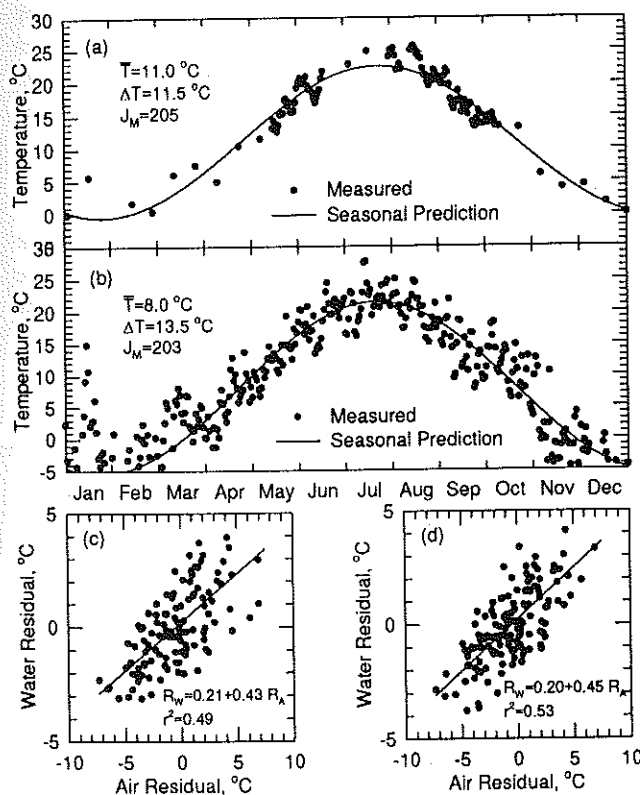 30
25
20
15
10
5
0
Temperature, °C
(a)
T̅=11.0 °C
ΔT=11.5 °C
J_M=205
Measured
Seasonal Prediction
30
25
20
15
10
5
0
-5
Temperature, °C
(b)
T̅=8.0 °C
ΔT=13.5 °C
J_M=203
Measured
Seasonal Prediction
Jan Feb Mar Apr May Jun Jul Aug Sep Oct Nov Dec
5
0
-5
Water Residual, °C
(c)
R_W=0.21+0.43 R_A
r²=0.49
-10 -5 0 5 10
Air Residual, °C
5
0
-5
Water Residual, °C
(d)
R_W=0.20+0.45 R_A
r²=0.53
-10 -5 0 5 10
Air Residual, °C